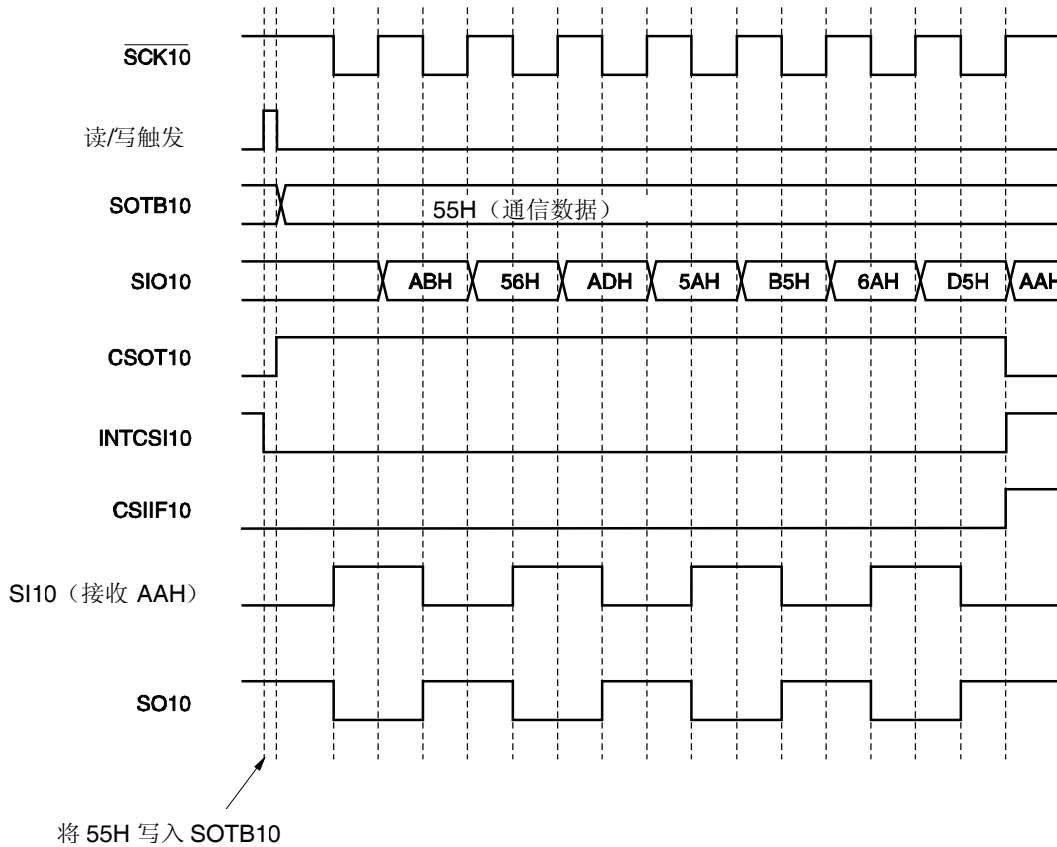 SCK10
读/写触发
SOTB10
55H（通信数据）
SIO10
ABH 56H ADH 5AH B5H 6AH D5H AAH
CSOT10
INTCSI10
CSIIF10
SI10（接收 AAH）
SO10
将 55H 写入 SOTB10